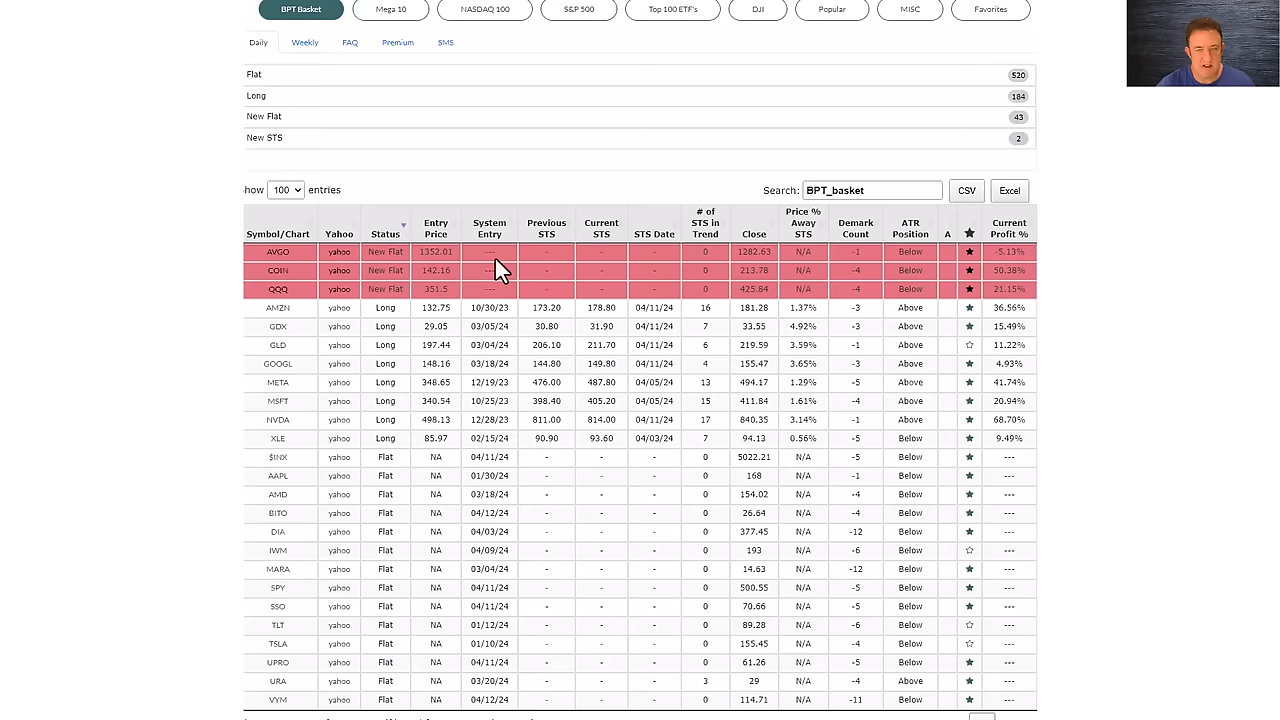 BPT Basket Mega 10 NASDAQ 100 S&P 500 Top 100 ETF's DJI Popular MISC Favorites
Daily Weekly FAQ Premium SMS
Flat 520
Long 184
New Flat 43
New STS 2
how 100 entries Search: BPT_basket CSV Excel
Symbol/Chart Yahoo Status Entry Price System Entry Previous STS Current STS STS Date # of STS in Trend Close Price % Away STS Demark Count ATR Position A ★ Current Profit %
AVGO yahoo New Flat 1352.01 --- - - - 0 1282.63 N/A -1 Below ★ -5.13%
COIN yahoo New Flat 142.16 --- - - - 0 213.78 N/A -4 Below ★ 50.38%
QQQ yahoo New Flat 351.5 --- - - - 0 425.84 N/A -4 Below ★ 21.15%
AMZN yahoo Long 132.75 10/30/23 173.20 178.80 04/11/24 16 181.28 1.37% -3 Above ★ 36.56%
GDX yahoo Long 29.05 03/05/24 30.80 31.90 04/11/24 7 33.55 4.92% -3 Above ★ 15.49%
GLD yahoo Long 197.44 03/04/24 206.10 211.70 04/11/24 6 219.59 3.59% -1 Above ☆ 11.22%
GOOGL yahoo Long 148.16 03/18/24 144.80 149.80 04/11/24 4 155.47 3.65% -3 Above ★ 4.93%
META yahoo Long 348.65 12/19/23 476.00 487.80 04/05/24 13 494.17 1.29% -5 Above ★ 41.74%
MSFT yahoo Long 340.54 10/25/23 398.40 405.20 04/05/24 15 411.84 1.61% -4 Above ★ 20.94%
NVDA yahoo Long 498.13 12/28/23 811.00 814.00 04/11/24 17 840.35 3.14% -1 Above ★ 68.70%
XLE yahoo Long 85.97 02/15/24 90.90 93.60 04/03/24 7 94.13 0.56% -5 Below ★ 9.49%
$INX yahoo Flat NA 04/11/24 - - - 0 5022.21 N/A -5 Below ★ ---
AAPL yahoo Flat NA 01/30/24 - - - 0 168 N/A -1 Below ★ ---
AMD yahoo Flat NA 03/18/24 - - - 0 154.02 N/A -4 Below ★ ---
BITO yahoo Flat NA 04/12/24 - - - 0 26.64 N/A -4 Below ★ ---
DIA yahoo Flat NA 04/03/24 - - - 0 377.45 N/A -12 Below ★ ---
IWM yahoo Flat NA 04/09/24 - - - 0 193 N/A -6 Below ☆ ---
MARA yahoo Flat NA 03/04/24 - - - 0 14.63 N/A -12 Below ★ ---
SPY yahoo Flat NA 04/11/24 - - - 0 500.55 N/A -5 Below ★ ---
SSO yahoo Flat NA 04/11/24 - - - 0 70.66 N/A -5 Below ★ ---
TLT yahoo Flat NA 01/12/24 - - - 0 89.28 N/A -6 Below ☆ ---
TSLA yahoo Flat NA 01/10/24 - - - 0 155.45 N/A -4 Below ☆ ---
UPRO yahoo Flat NA 04/11/24 - - - 0 61.26 N/A -5 Below ★ ---
URA yahoo Flat NA 03/20/24 - - - 3 29 N/A -4 Above ★ ---
VYM yahoo Flat NA 04/12/24 - - - 0 114.71 N/A -11 Below ★ ---